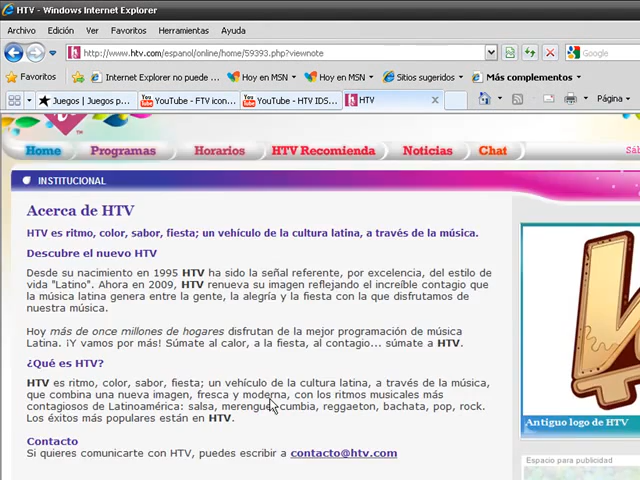 HTV - Windows Internet Explorer
Archivo Edición Ver Favoritos Herramientas Ayuda
http://www.htv.com/espanol/online/home/59393.php?viewnote
Google
Favoritos Internet Explorer no puede ... Hoy en MSN Hoy en MSN Sitios sugeridos Más complementos
Juegos | Juegos p... YouTube - FTV icon... YouTube - HTV IDS... HTV Página
Home Programas Horarios HTV Recomienda Noticias Chat Sáb
INSTITUCIONAL
Acerca de HTV
HTV es ritmo, color, sabor, fiesta; un vehículo de la cultura latina, a través de la música.
Descubre el nuevo HTV
Desde su nacimiento en 1995 HTV ha sido la señal referente, por excelencia, del estilo de
vida "Latino". Ahora en 2009, HTV renueva su imagen reflejando el increíble contagio que
la música latina genera entre la gente, la alegría y la fiesta con la que disfrutamos de
nuestra música.
Hoy más de once millones de hogares disfrutan de la mejor programación de música
Latina. ¡Y vamos por más! Súmate al calor, a la fiesta, al contagio... súmate a HTV.
¿Qué es HTV?
HTV es ritmo, color, sabor, fiesta; un vehículo de la cultura latina, a través de la música,
que combina una nueva imagen, fresca y moderna, con los ritmos musicales más
contagiosos de Latinoamérica: salsa, merengue, cumbia, reggaeton, bachata, pop, rock.
Los éxitos más populares están en HTV.
Contacto
Si quieres comunicarte con HTV, puedes escribir a contacto@htv.com
Antiguo logo de HTV
Espacio para publicidad